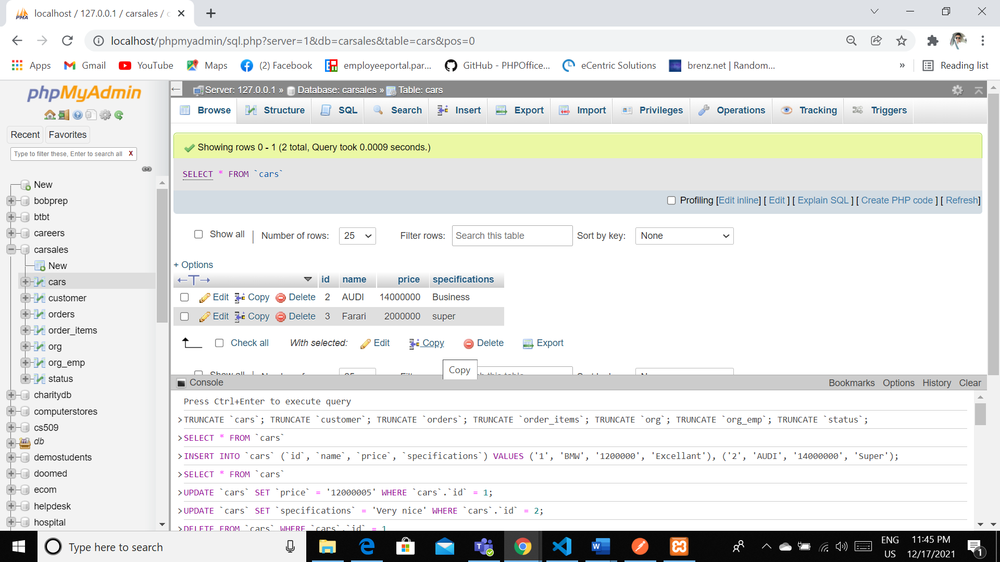 localhost / 127.0.0.1 / carsales / c
localhost/phpmyadmin/sql.php?server=1&db=carsales&table=cars&pos=0
Apps Gmail YouTube Maps (2) Facebook employeeportal.par... GitHub - PHPOffice... eCentric Solutions brenz.net | Random... » Reading list
phpMyAdmin
Recent Favorites
Type to filter these, Enter to search all X
New
bobprep
btbt
careers
carsales
New
cars
customer
orders
order_items
org
org_emp
status
charitydb
computerstores
cs509
db
demostudents
doomed
ecom
helpdesk
hospital
Server: 127.0.0.1 » Database: carsales » Table: cars
Browse Structure SQL Search Insert Export Import Privileges Operations Tracking Triggers
Showing rows 0 - 1 (2 total, Query took 0.0009 seconds.)
SELECT * FROM `cars`
Profiling [Edit inline] [ Edit ] [ Explain SQL ] [ Create PHP code ] [ Refresh]
Show all | Number of rows: 25 Filter rows: Search this table Sort by key: None
+ Options
←T→ id name price specifications
Edit Copy Delete 2 AUDI 14000000 Business
Edit Copy Delete 3 Farari 2000000 super
Check all With selected: Edit Copy Delete Export
Copy
Console Bookmarks Options History Clear
Press Ctrl+Enter to execute query
>TRUNCATE `cars`; TRUNCATE `customer`; TRUNCATE `orders`; TRUNCATE `order_items`; TRUNCATE `org`; TRUNCATE `org_emp`; TRUNCATE `status`;
>SELECT * FROM `cars`
>INSERT INTO `cars` (`id`, `name`, `price`, `specifications`) VALUES ('1', 'BMW', '1200000', 'Excellant'), ('2', 'AUDI', '14000000', 'Super');
>SELECT * FROM `cars`
>UPDATE `cars` SET `price` = '12000005' WHERE `cars`.`id` = 1;
>UPDATE `cars` SET `specifications` = 'Very nice' WHERE `cars`.`id` = 2;
>DELETE FROM `cars` WHERE `cars`.`id` = 1
Type here to search
ENG
US
11:45 PM
12/17/2021
1